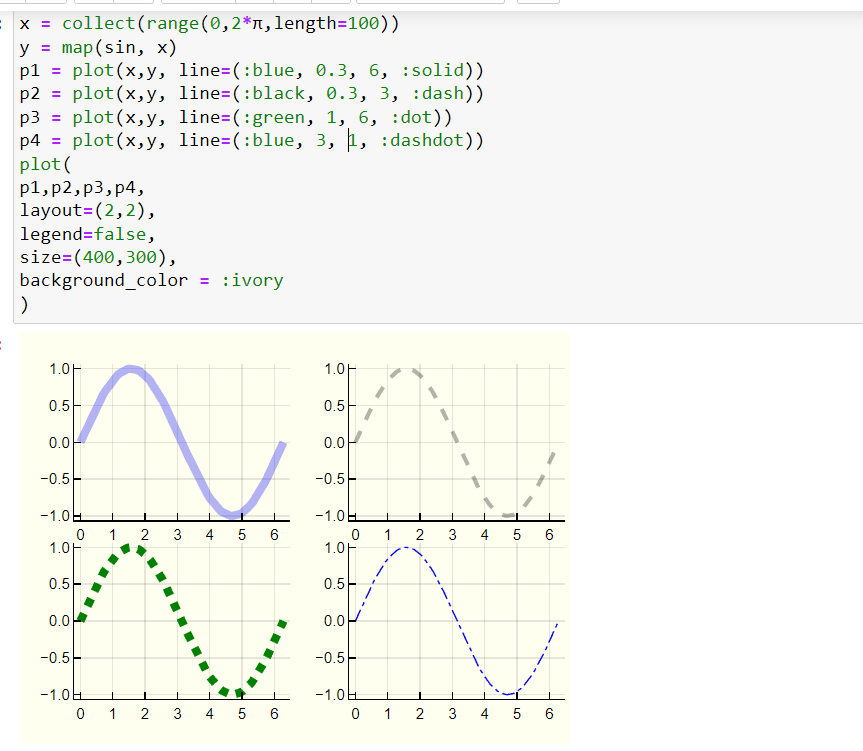 x = collect(range(0,2*π,length=100))
y = map(sin, x)
p1 = plot(x,y, line=(:blue, 0.3, 6, :solid))
p2 = plot(x,y, line=(:black, 0.3, 3, :dash))
p3 = plot(x,y, line=(:green, 1, 6, :dot))
p4 = plot(x,y, line=(:blue, 3, 1, :dashdot))
plot(
p1,p2,p3,p4,
layout=(2,2),
legend=false,
size=(400,300),
background_color = :ivory
)
1.0
0.5
0.0
−0.5
−1.0
0 1 2 3 4 5 6
1.0
0.5
0.0
−0.5
−1.0
0 1 2 3 4 5 6
1.0
0.5
0.0
−0.5
−1.0
0 1 2 3 4 5 6
1.0
0.5
0.0
−0.5
−1.0
0 1 2 3 4 5 6